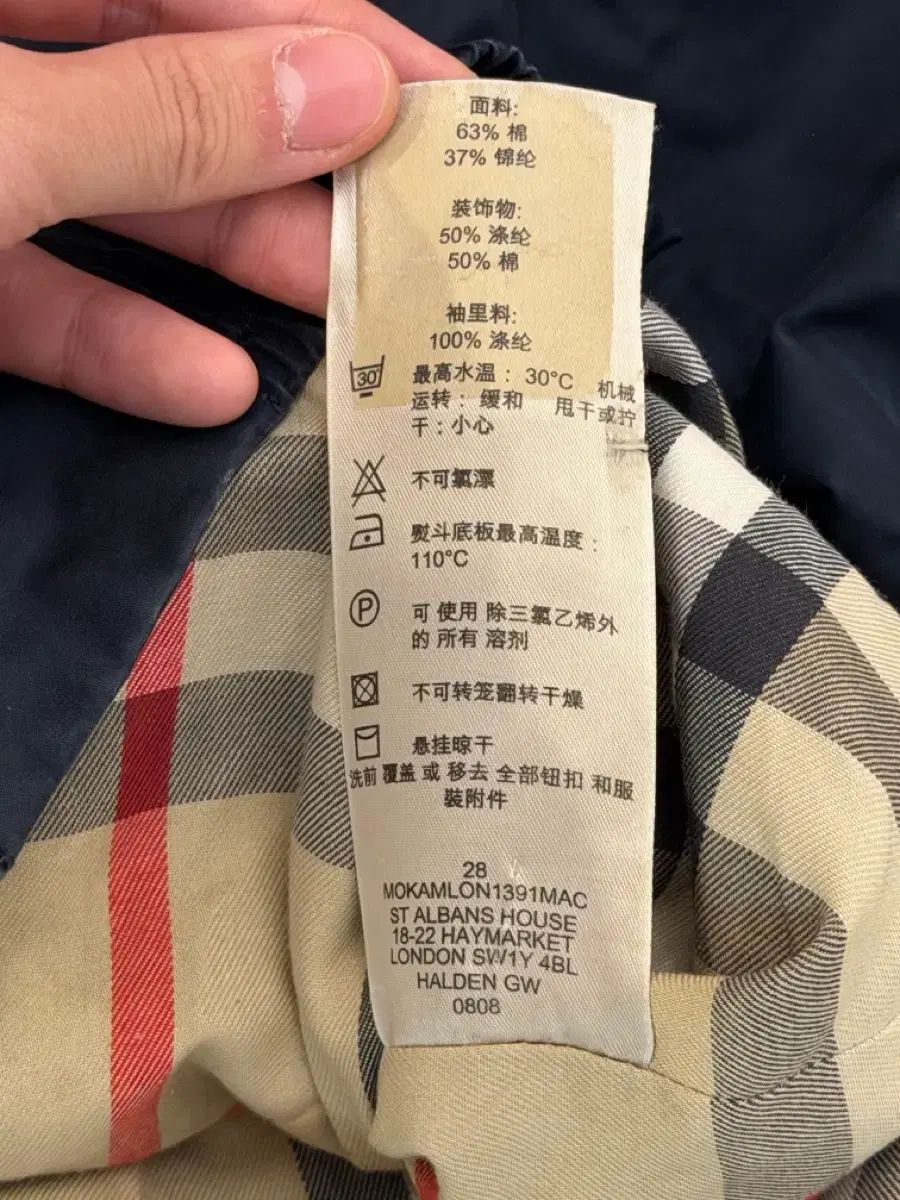 面料:
63% 棉
37% 锦纶
装饰物:
50% 涤纶
50% 棉
袖里料:
100% 涤纶
30
最高水温： 30°C 机械
运转： 缓和 甩干或拧
干：小心
不可氯漂
熨斗底板最高温度：
110°C
P
可 使用 除三氯乙烯外
的 所有 溶剂
不可转笼翻转干燥
悬挂晾干
洗前 覆盖 或 移去 全部钮扣 和服
装附件
28
MOKAMLON1391MAC
ST ALBANS HOUSE
18-22 HAYMARKET
LONDON SW1Y 4BL
HALDEN GW
0808